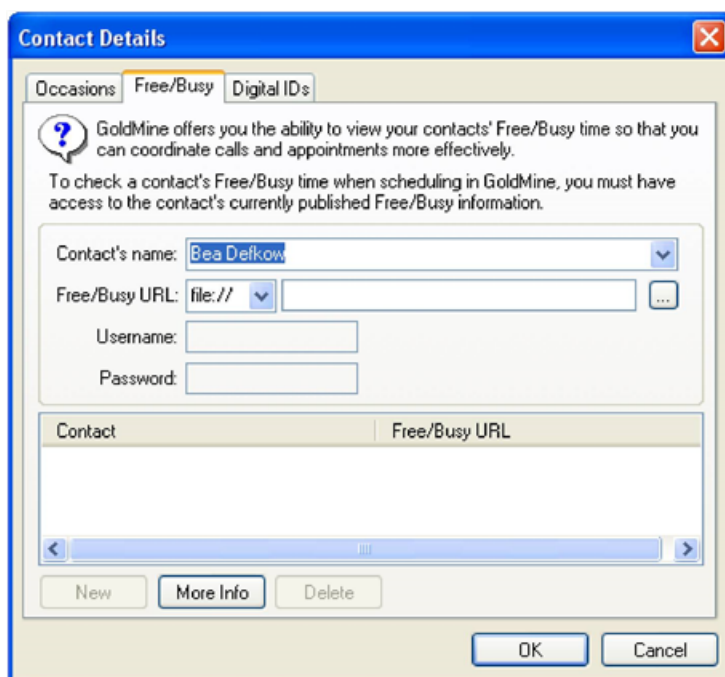 Contact Details
Occasions Free/Busy Digital IDs
GoldMine offers you the ability to view your contacts' Free/Busy time so that you
can coordinate calls and appointments more effectively.
To check a contact's Free/Busy time when scheduling in GoldMine, you must have
access to the contact's currently published Free/Busy information.
Contact's name: Bea Defkow
Free/Busy URL: file:// ...
Username:
Password:
Contact Free/Busy URL
New More Info Delete
OK Cancel